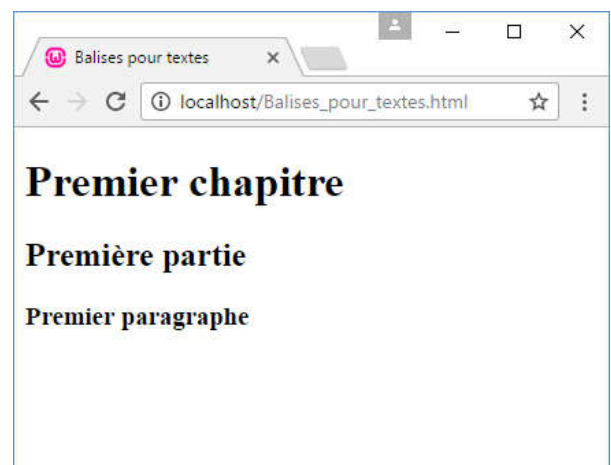 Balises pour textes
localhost/Balises_pour_textes.html
Premier chapitre
Première partie
Premier paragraphe